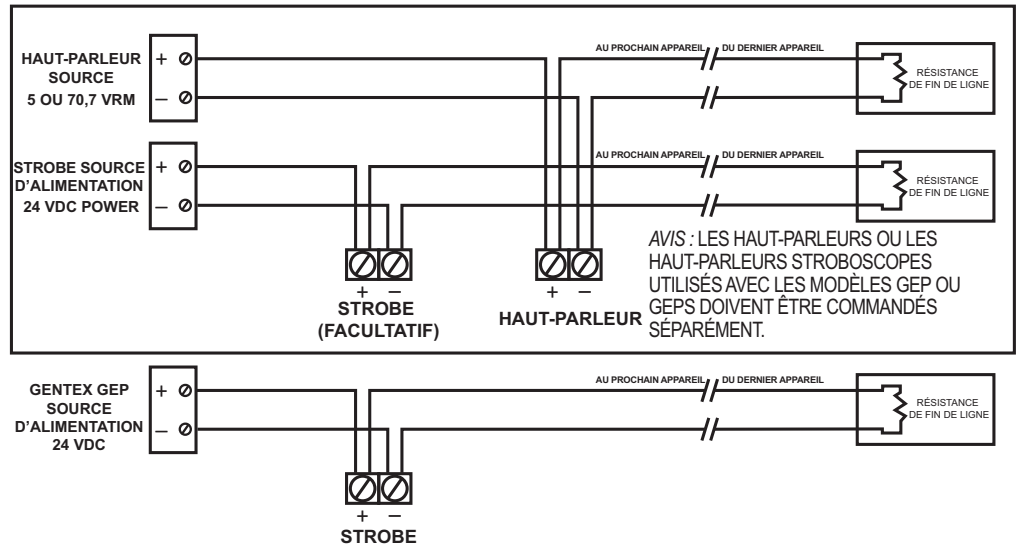 HAUT-PARLEUR
SOURCE
5 OU 70,7 VRM
+
–
AU PROCHAIN APPAREIL
DU DERNIER APPAREIL
RÉSISTANCE
DE FIN DE LIGNE
STROBE SOURCE
D'ALIMENTATION
24 VDC POWER
+
–
AU PROCHAIN APPAREIL
DU DERNIER APPAREIL
RÉSISTANCE
DE FIN DE LIGNE
+ –
STROBE
(FACULTATIF)
+ –
HAUT-PARLEUR
AVIS : LES HAUT-PARLEURS OU LES
HAUT-PARLEURS STROBOSCOPES
UTILISÉS AVEC LES MODÈLES GEP OU
GEPS DOIVENT ÊTRE COMMANDÉS
SÉPARÉMENT.
GENTEX GEP
SOURCE
D'ALIMENTATION
24 VDC
+
–
AU PROCHAIN APPAREIL
DU DERNIER APPAREIL
RÉSISTANCE
DE FIN DE LIGNE
+ –
STROBE